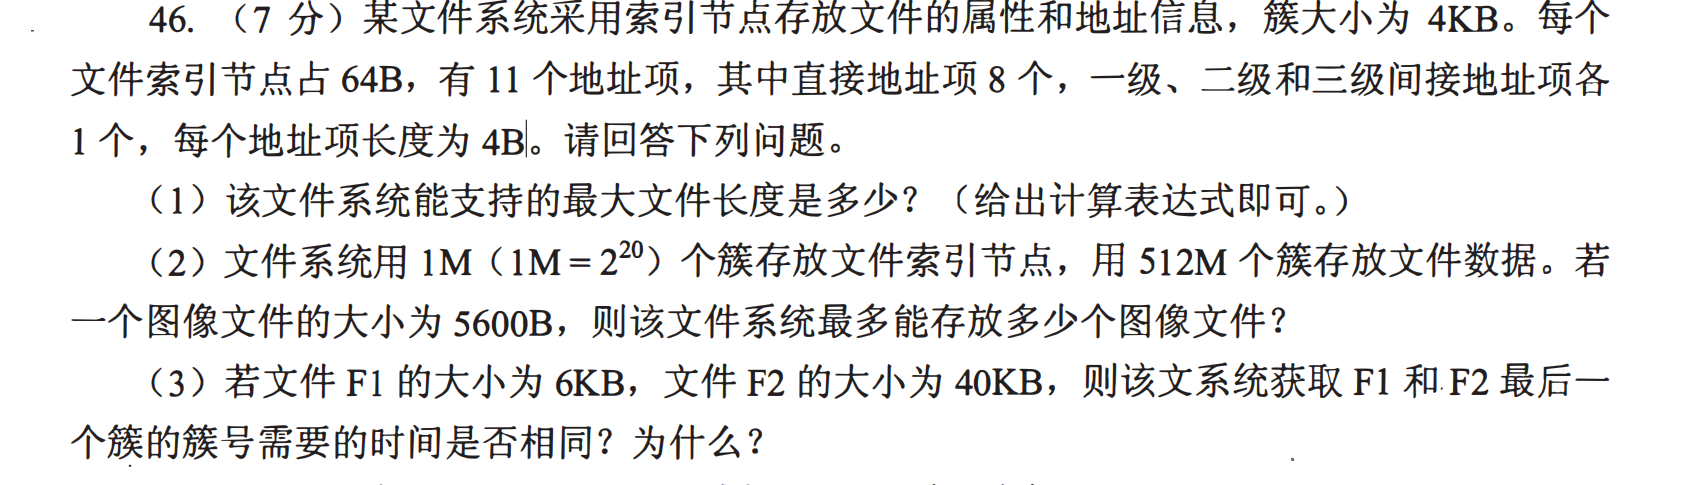 46. （7 分）某文件系统采用索引节点存放文件的属性和地址信息，簇大小为 4KB。每个
文件索引节点占 64B，有 11 个地址项，其中直接地址项 8 个，一级、二级和三级间接地址项各
1 个，每个地址项长度为 4B。请回答下列问题。
（1）该文件系统能支持的最大文件长度是多少？（给出计算表达式即可。）
（2）文件系统用 1M（1M＝2²⁰）个簇存放文件索引节点，用 512M 个簇存放文件数据。若
一个图像文件的大小为 5600B，则该文件系统最多能存放多少个图像文件？
（3）若文件 F1 的大小为 6KB，文件 F2 的大小为 40KB，则该文系统获取 F1 和 F2 最后一
个簇的簇号需要的时间是否相同？为什么？